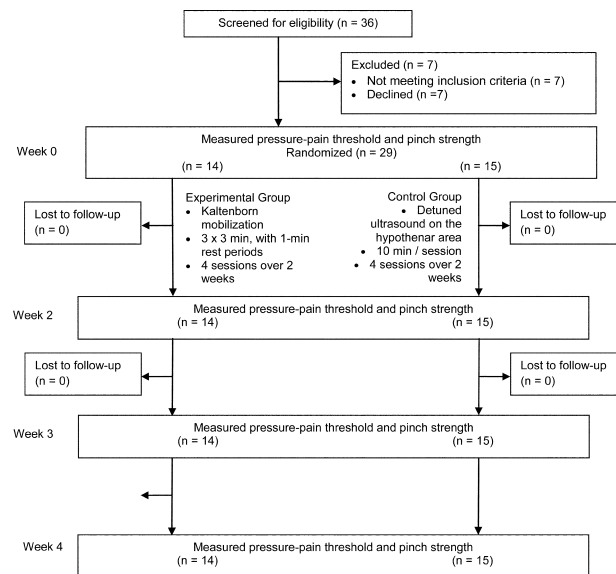 Screened for eligibility (n = 36)
Excluded (n = 7)
• Not meeting inclusion criteria (n = 7)
• Declined (n =7)
Week 0
Measured pressure-pain threshold and pinch strength
Randomized (n = 29)
(n = 14)
(n = 15)
Lost to follow-up
(n = 0)
Experimental Group
• Kaltenborn
mobilization
• 3 x 3 min, with 1-min
rest periods
• 4 sessions over 2
weeks
Control Group
• Detuned
ultrasound on the
hypothenar area
• 10 min / session
• 4 sessions over 2
weeks
Lost to follow-up
(n = 0)
Week 2
Measured pressure-pain threshold and pinch strength
(n = 14)
(n = 15)
Lost to follow-up
(n = 0)
Lost to follow-up
(n = 0)
Week 3
Measured pressure-pain threshold and pinch strength
(n = 14)
(n = 15)
Week 4
Measured pressure-pain threshold and pinch strength
(n = 14)
(n = 15)